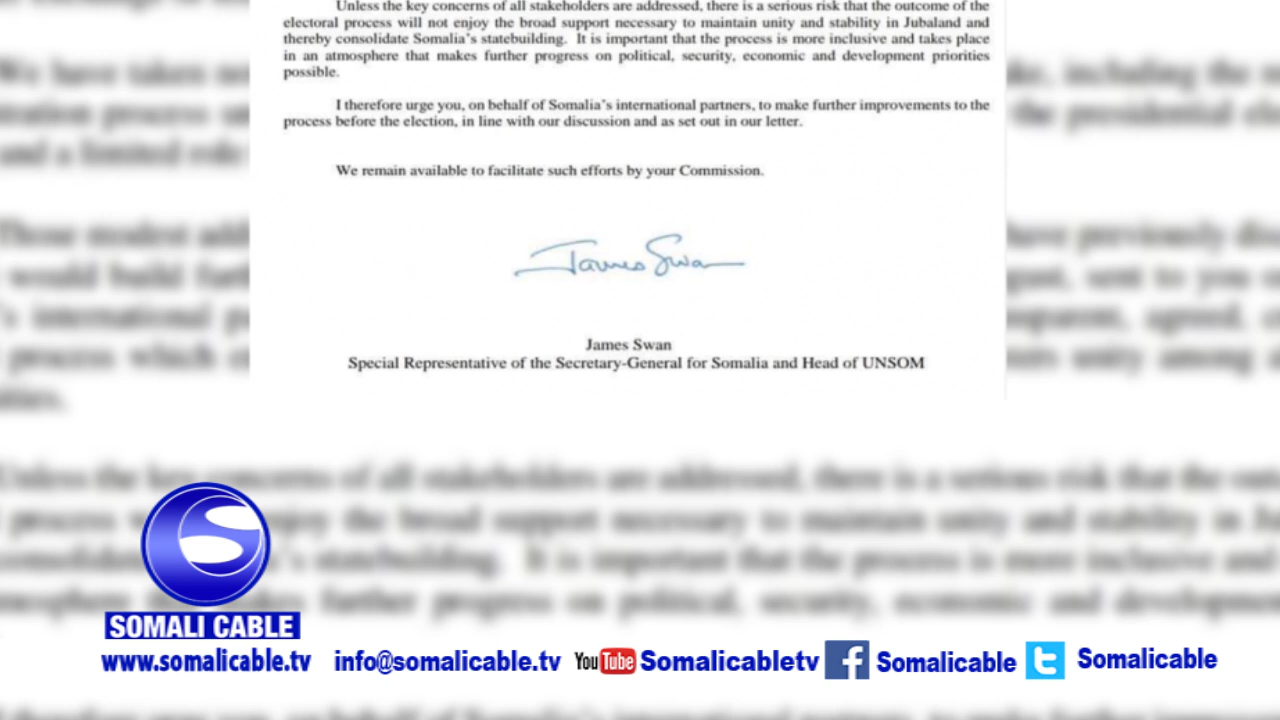 Unless the key concerns of all stakeholders are addressed, there is a serious risk that the outcome of the
electoral process will not enjoy the broad support necessary to maintain unity and stability in Jubaland and
thereby consolidate Somalia's statebuilding. It is important that the process is more inclusive and takes place
in an atmosphere that makes further progress on political, security, economic and development priorities
possible.
I therefore urge you, on behalf of Somalia's international partners, to make further improvements to the
process before the election, in line with our discussion and as set out in our letter.
We remain available to facilitate such efforts by your Commission.
James Swan
James Swan
Special Representative of the Secretary-General for Somalia and Head of UNSOM
SOMALI CABLE
www.somalicable.tv info@somalicable.tv YouTube Somalicabletv f Somalicable t Somalicable